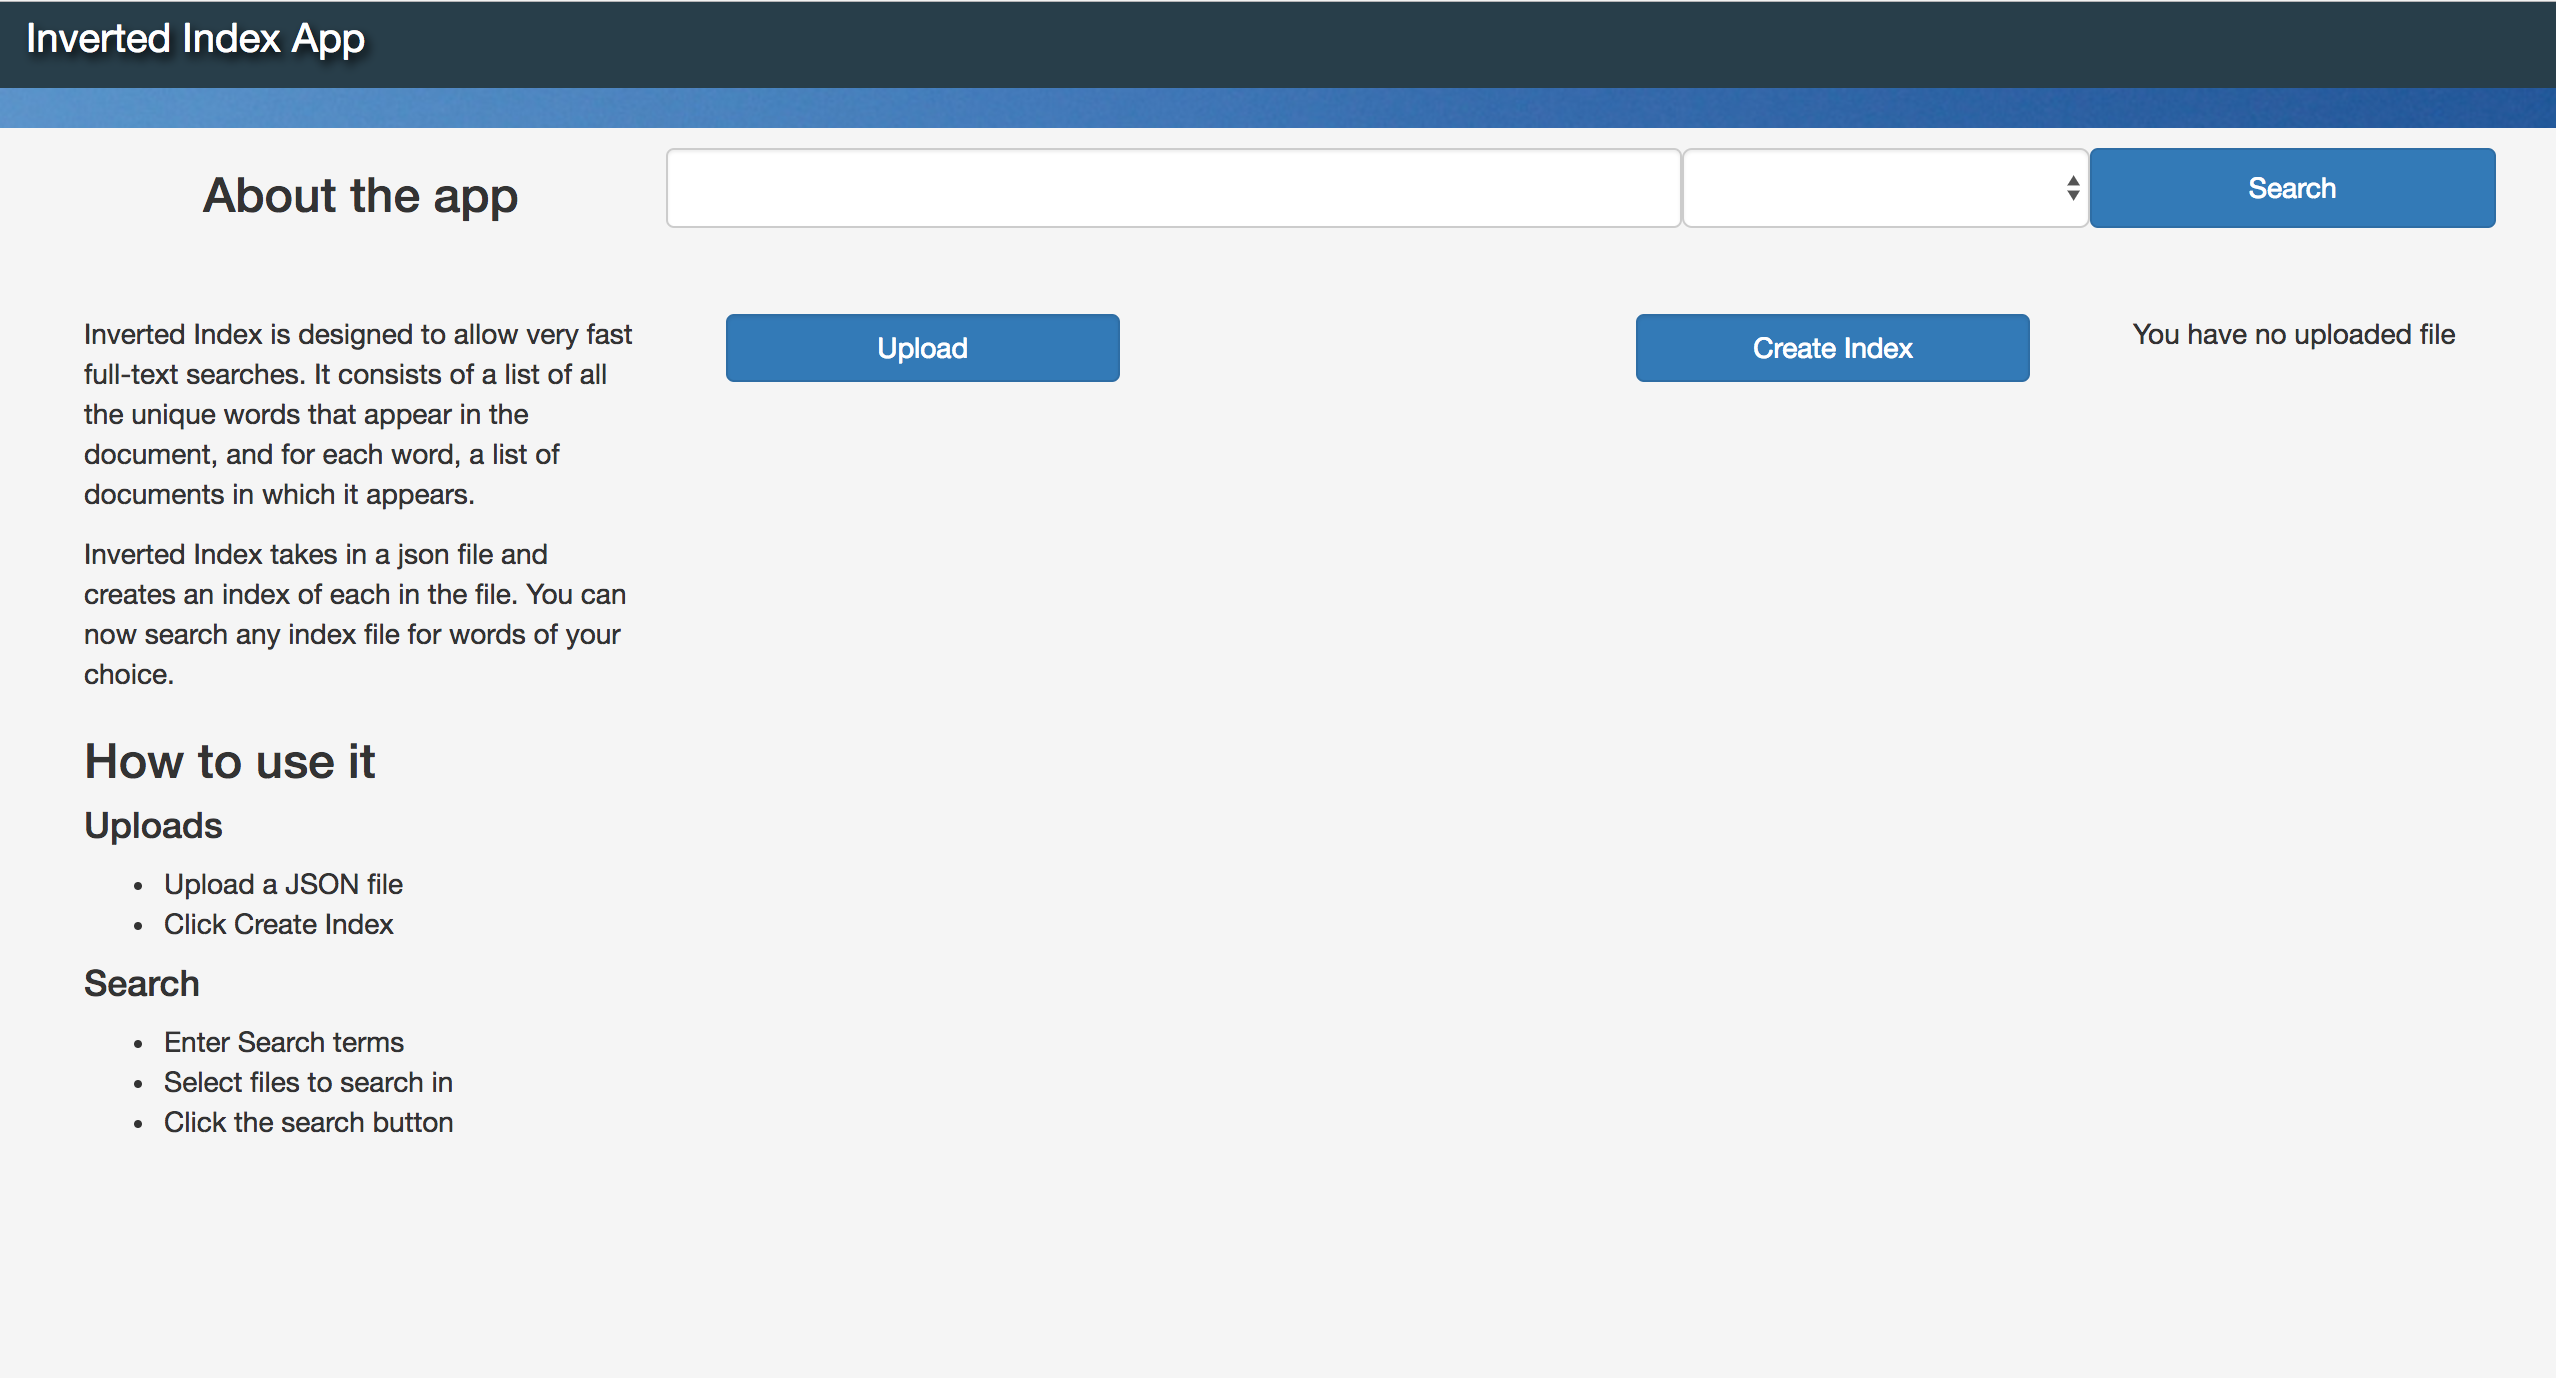 Inverted Index App
About the app
Search
Inverted Index is designed to allow very fast
full-text searches. It consists of a list of all
the unique words that appear in the
document, and for each word, a list of
documents in which it appears.
Inverted Index takes in a json file and
creates an index of each in the file. You can
now search any index file for words of your
choice.
How to use it
Uploads
• Upload a JSON file
• Click Create Index
Search
• Enter Search terms
• Select files to search in
• Click the search button
Upload
Create Index
You have no uploaded file